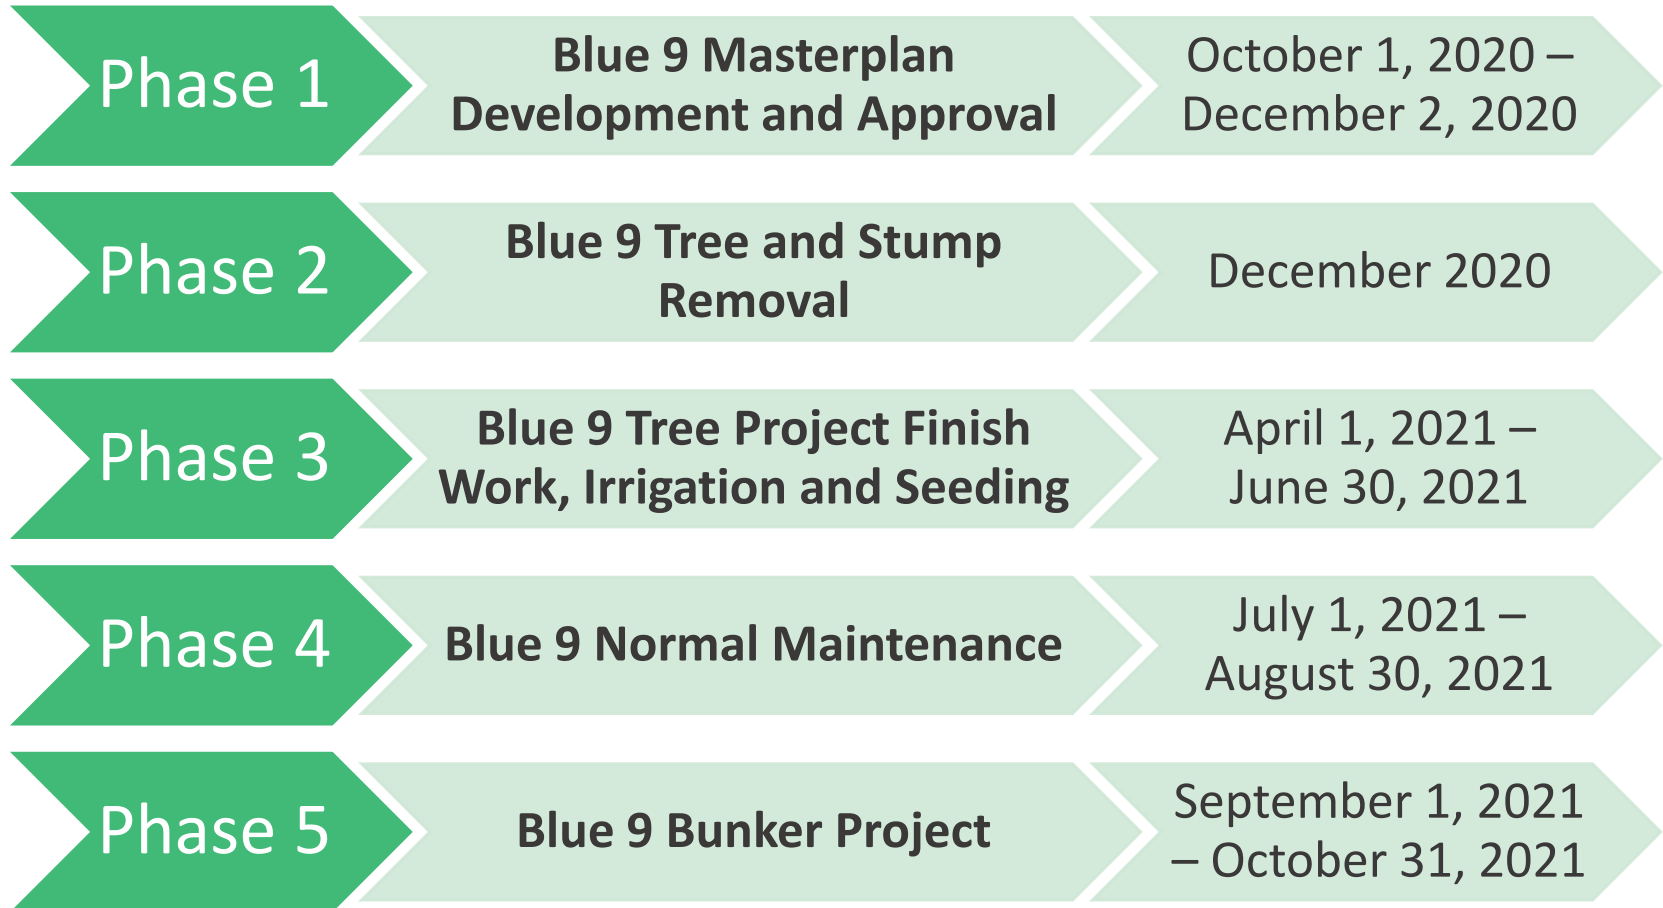 Phase 1
Blue 9 Masterplan
Development and Approval
October 1, 2020 –
December 2, 2020
Phase 2
Blue 9 Tree and Stump
Removal
December 2020
Phase 3
Blue 9 Tree Project Finish
Work, Irrigation and Seeding
April 1, 2021 –
June 30, 2021
Phase 4
Blue 9 Normal Maintenance
July 1, 2021 –
August 30, 2021
Phase 5
Blue 9 Bunker Project
September 1, 2021
– October 31, 2021